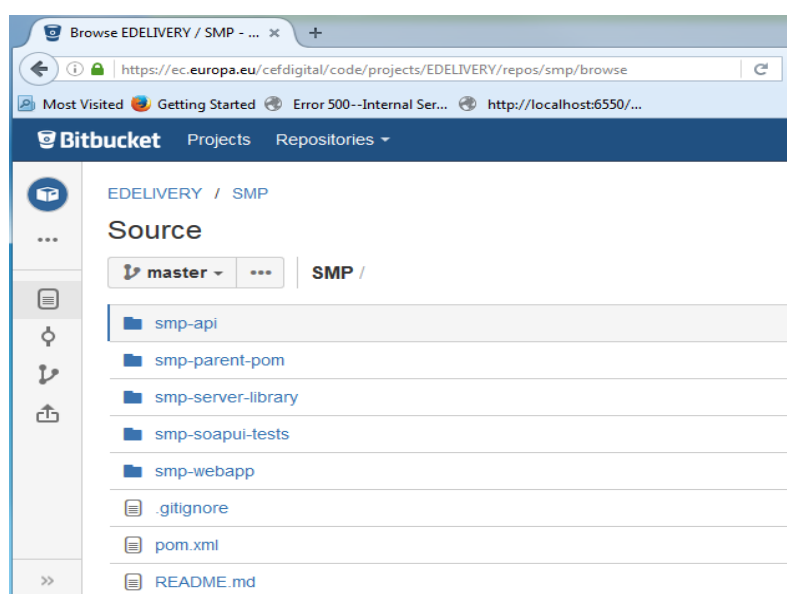 Browse EDELIVERY / SMP - ... × +
https://ec.europa.eu/cefdigital/code/projects/EDELIVERY/repos/smp/browse
Most Visited Getting Started Error 500--Internal Ser... http://localhost:6550/...
Bitbucket Projects Repositories
EDELIVERY / SMP
Source
master ... SMP /
smp-api
smp-parent-pom
smp-server-library
smp-soapui-tests
smp-webapp
.gitignore
pom.xml
README.md